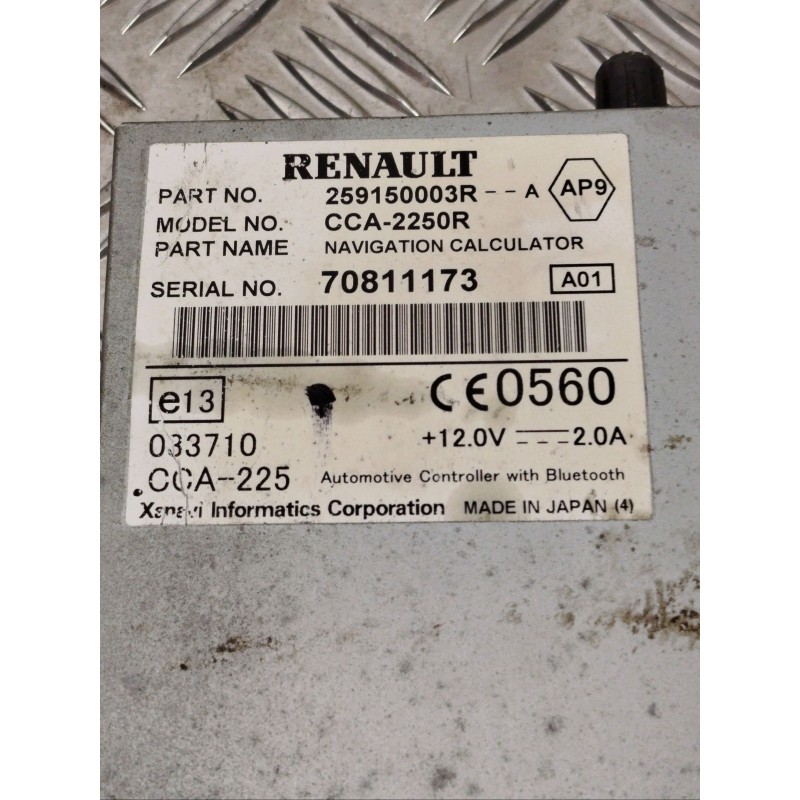 RENAULT
PART NO. 259150003R - - A AP9
MODEL NO. CCA-2250R
PART NAME NAVIGATION CALCULATOR
SERIAL NO. 70811173 A01
e13 CE0560
033710 +12.0V 2.0A
CCA-225 Automotive Controller with Bluetooth
Xanavi Informatics Corporation MADE IN JAPAN (4)